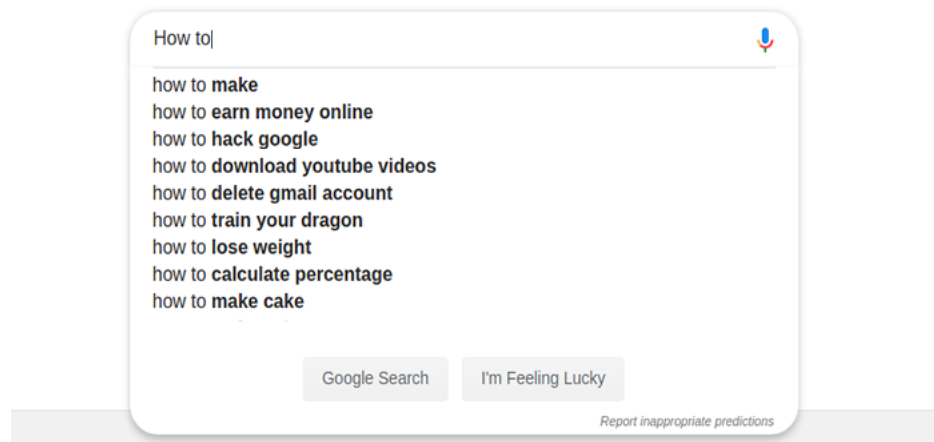 How to
how to make
how to earn money online
how to hack google
how to download youtube videos
how to delete gmail account
how to train your dragon
how to lose weight
how to calculate percentage
how to make cake
Google Search
I'm Feeling Lucky
Report inappropriate predictions